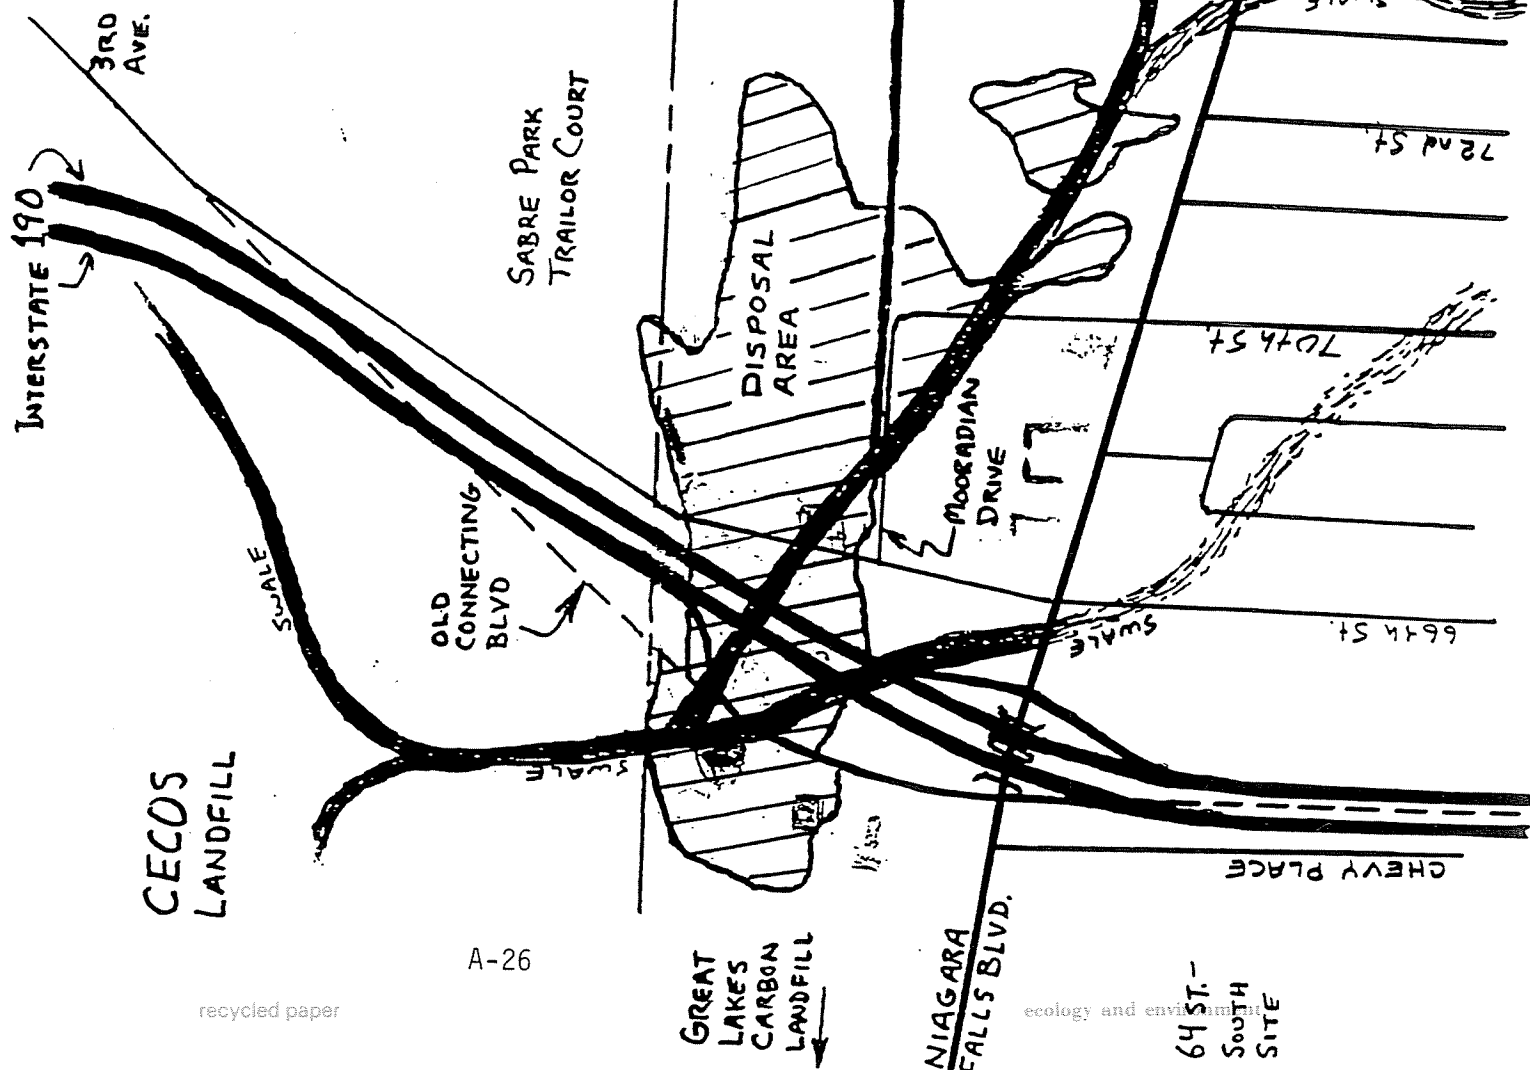 3RD
AVE.
INTERSTATE 190
SABRE PARK
TRAILOR COURT
DISPOSAL
AREA
SWALE
72nd St.
70th St.
MOORADIAN
DRIVE
OLD
CONNECTING
BLVD
SWALE
SWALE
66th St.
SWALE
CECOS
LANDFILL
CHEVY PLACE
GREAT
LAKES
CARBON
LANDFILL
NIAGARA
FALLS BLVD.
64 ST.-
SOUTH
SITE
A-26
recycled paper
ecology and environment